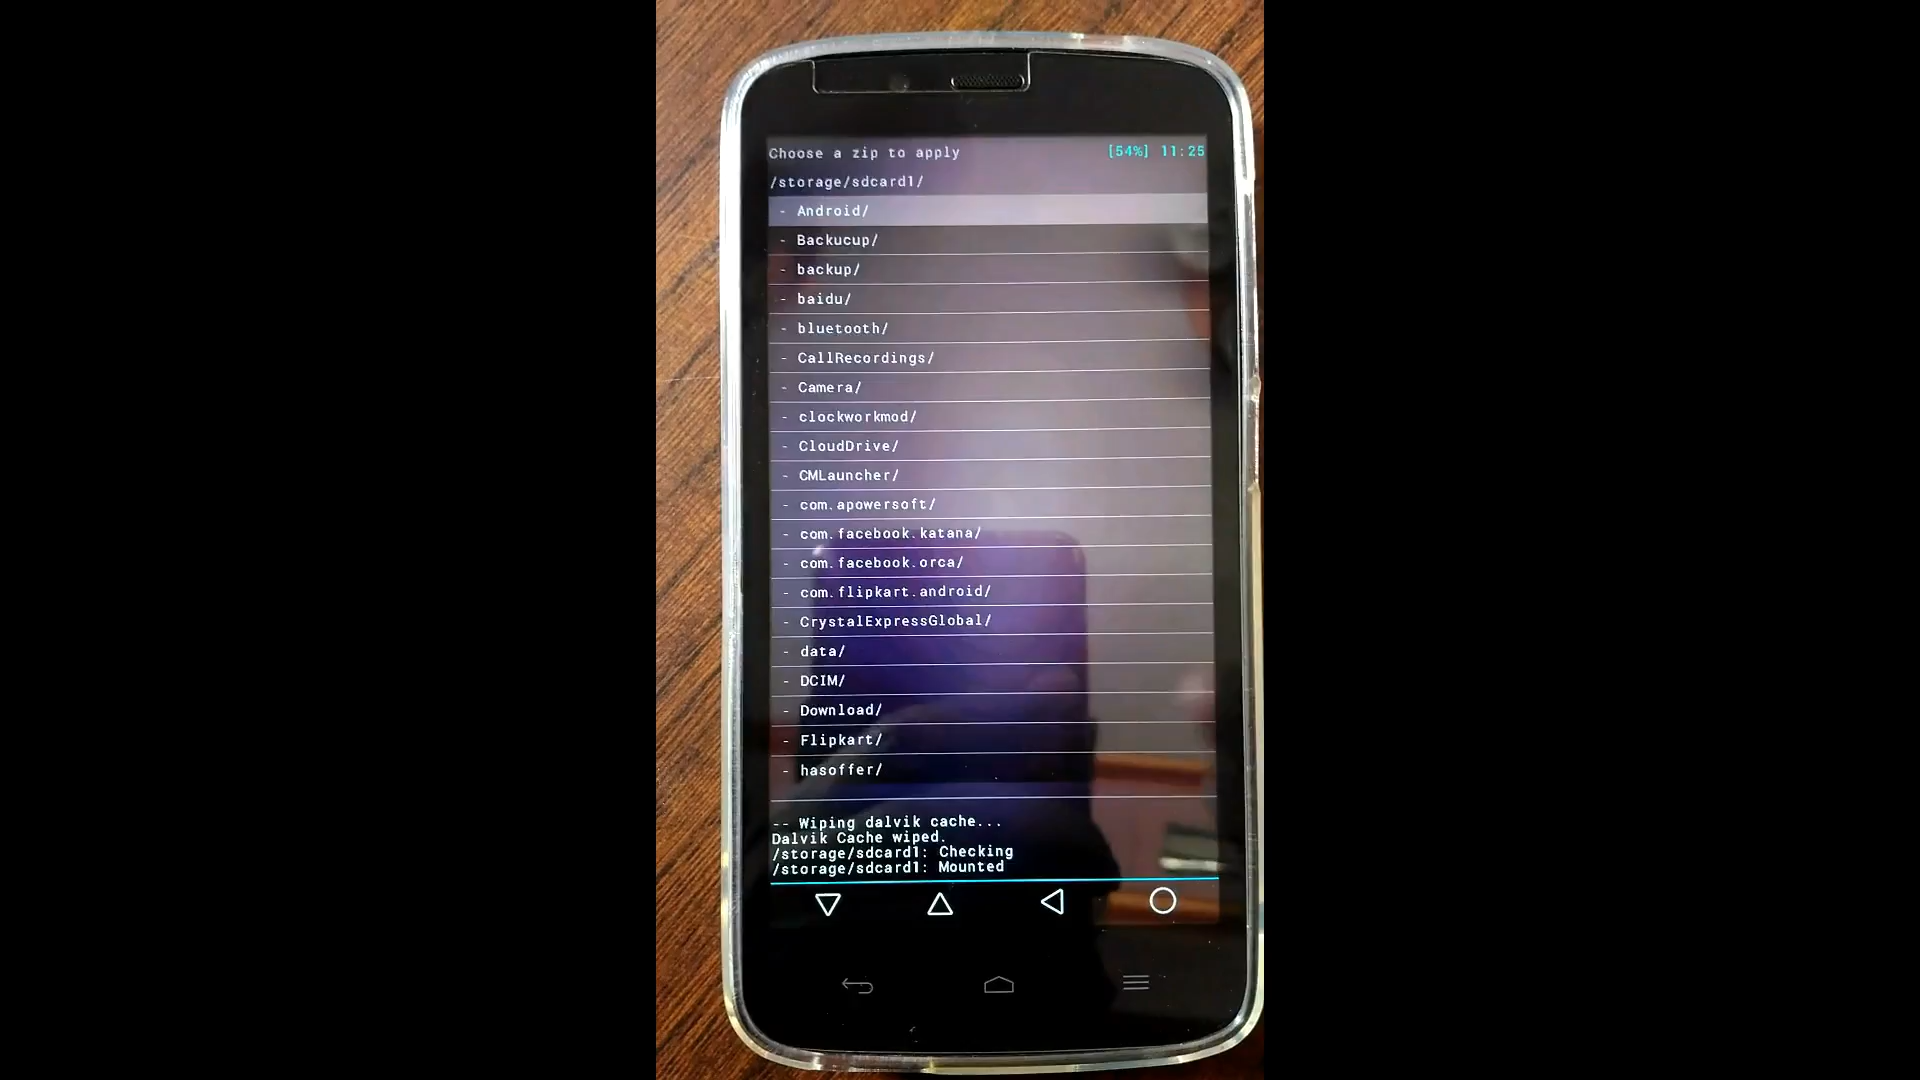 Choose a zip to apply [54%] 11:25
/storage/sdcard1/
- Android/
- Backucup/
- backup/
- baidu/
- bluetooth/
- CallRecordings/
- Camera/
- clockworkmod/
- CloudDrive/
- CMLauncher/
- com.apowersoft/
- com.facebook.katana/
- com.facebook.orca/
- com.flipkart.android/
- CrystalExpressGlobal/
- data/
- DCIM/
- Download/
- Flipkart/
- hasoffer/
-- Wiping dalvik cache...
Dalvik Cache wiped.
/storage/sdcard1: Checking
/storage/sdcard1: Mounted